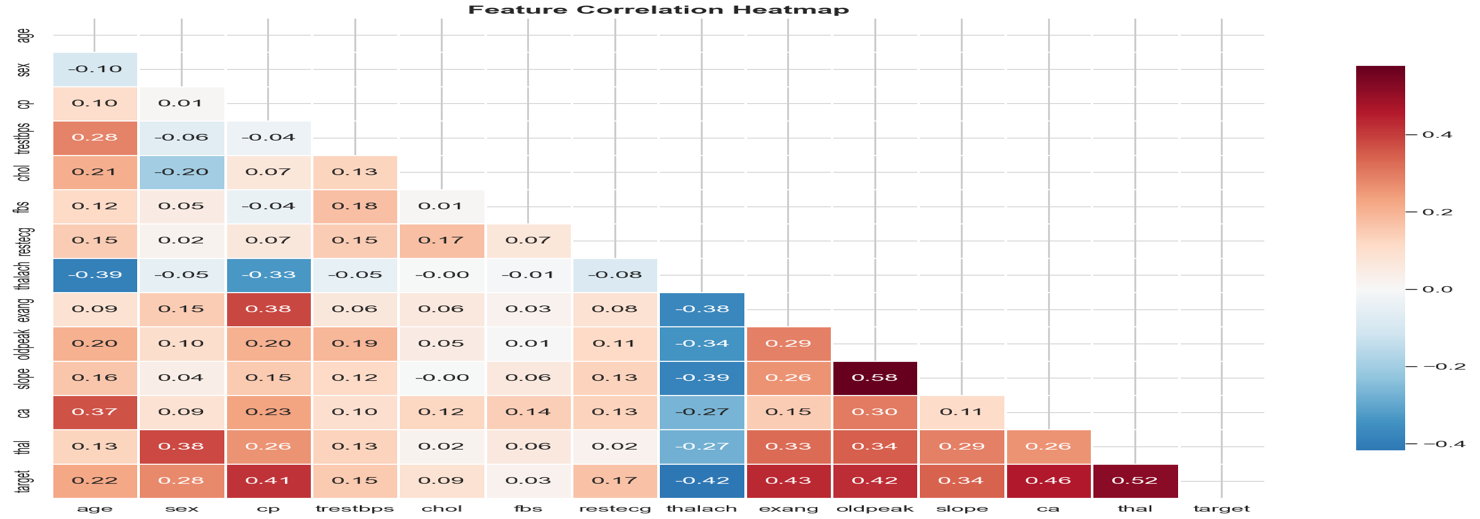 Feature Correlation Heatmap
age
sex -0.10
cp 0.10 0.01
trestbps 0.28 -0.06 -0.04
0.4
chol 0.21 -0.20 0.07 0.13
fbs 0.12 0.05 -0.04 0.18 0.01
0.2
restecg 0.15 0.02 0.07 0.15 0.17 0.07
thalach -0.39 -0.05 -0.33 -0.05 -0.00 -0.01 -0.08
0.0
exang 0.09 0.15 0.38 0.06 0.06 0.03 0.08 -0.38
oldpeak 0.20 0.10 0.20 0.19 0.05 0.01 0.11 -0.34 0.29
−0.2
slope 0.16 0.04 0.15 0.12 -0.00 0.06 0.13 -0.39 0.26 0.58
ca 0.37 0.09 0.23 0.10 0.12 0.14 0.13 -0.27 0.15 0.30 0.11
thal 0.13 0.38 0.26 0.13 0.02 0.06 0.02 -0.27 0.33 0.34 0.29 0.26
−0.4
target 0.22 0.28 0.41 0.15 0.09 0.03 0.17 -0.42 0.43 0.42 0.34 0.46 0.52
age sex cp trestbps chol fbs restecg thalach exang oldpeak slope ca thal target